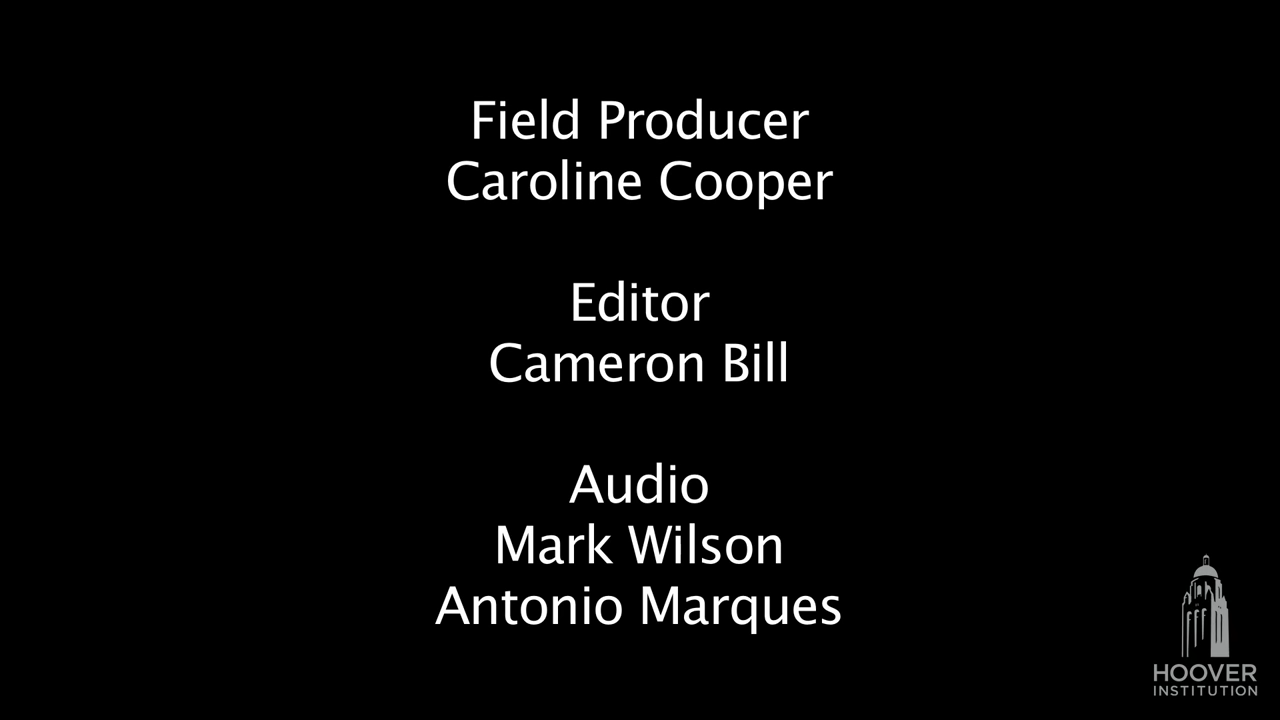 Field Producer
Caroline Cooper
Editor
Cameron Bill
Audio
Mark Wilson
Antonio Marques
HOOVER
INSTITUTION